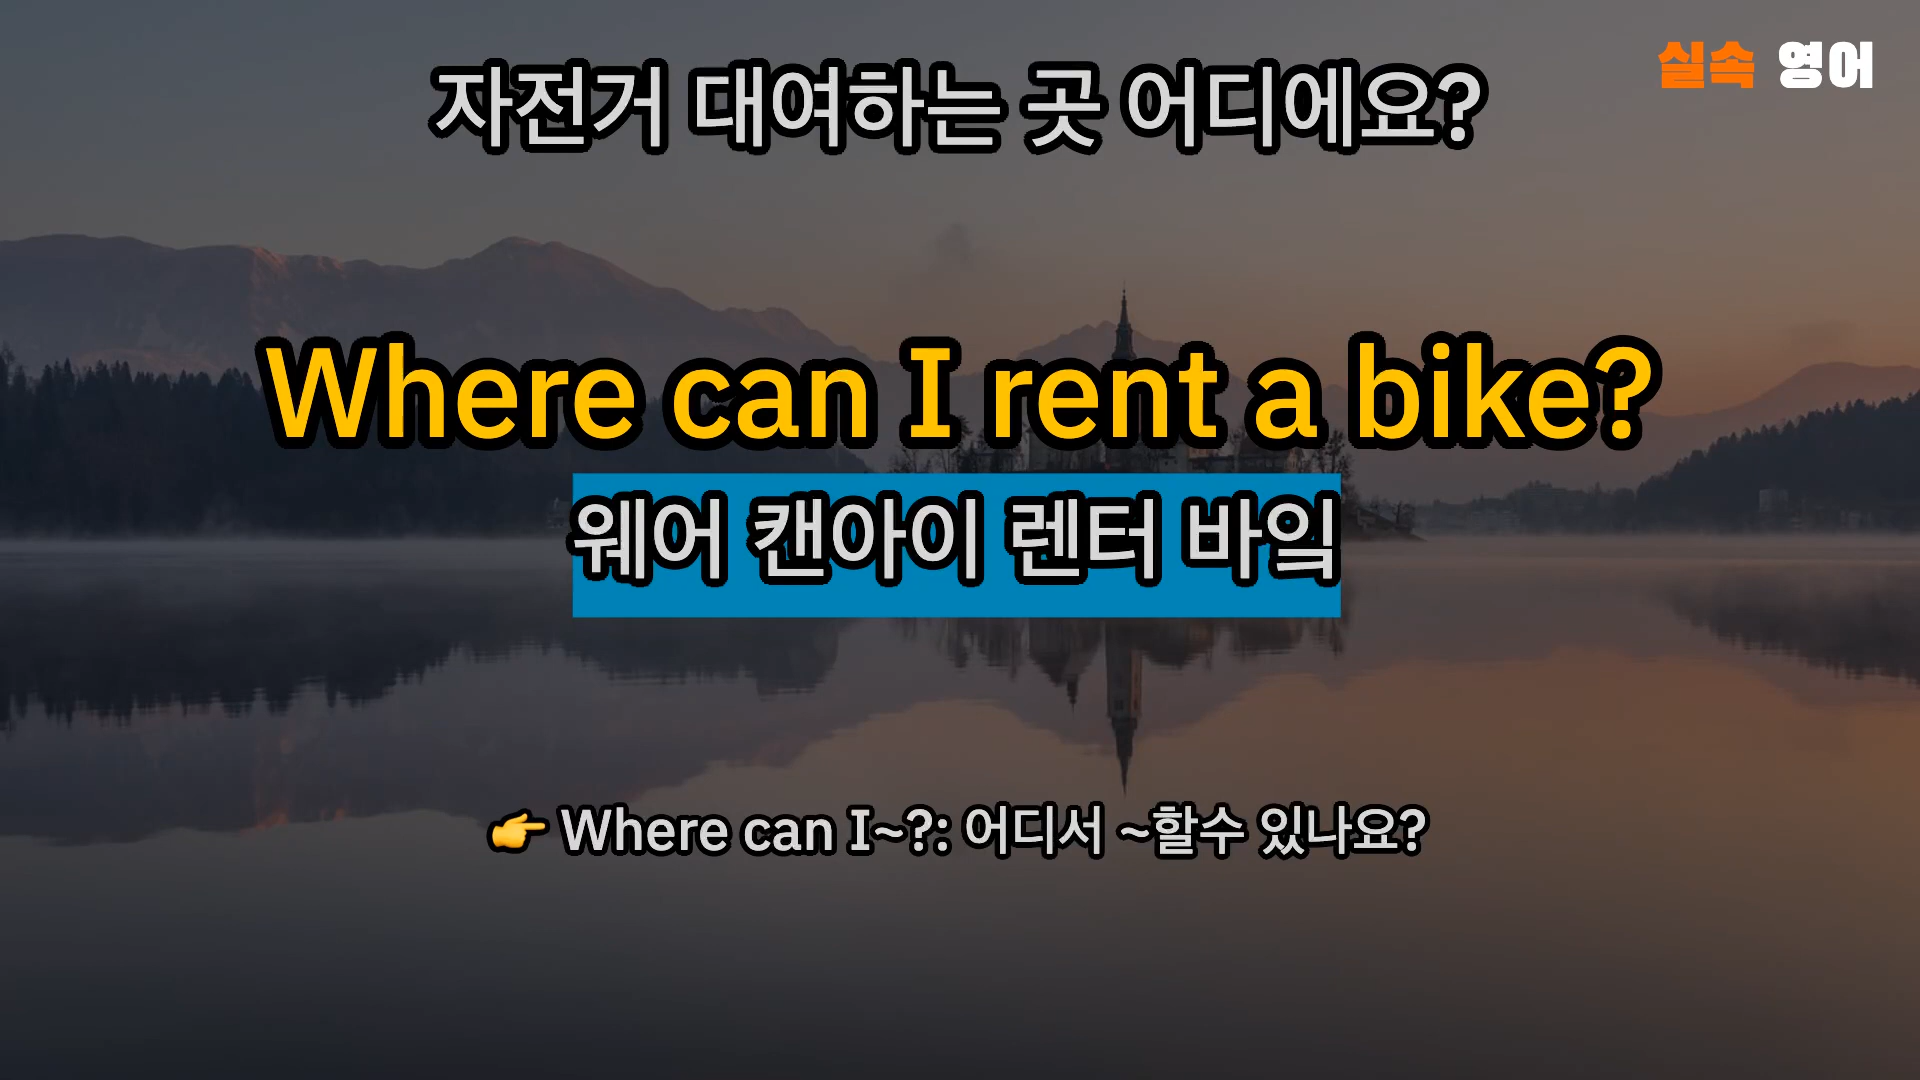 실속 영어
자전거 대여하는 곳 어디에요?
Where can I rent a bike?
웨어 캔아이 렌터 바잌
👉 Where can I~?: 어디서 ~할수 있나요?